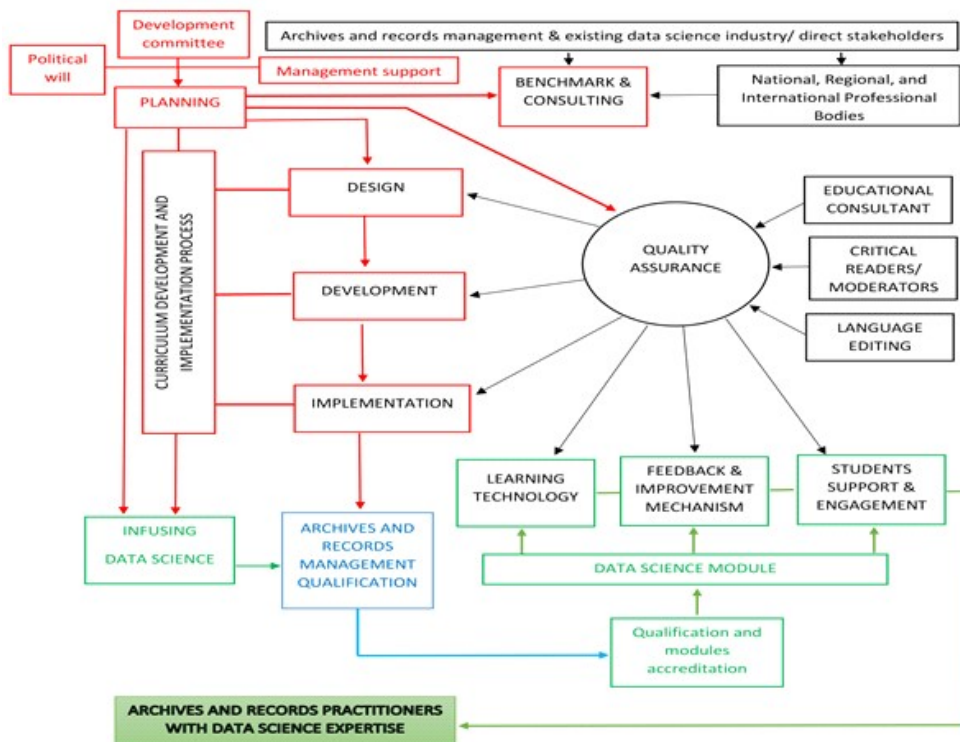 Development
committee
Archives and records management & existing data science industry/ direct stakeholders
Political
will
Management support
PLANNING
BENCHMARK &
CONSULTING
National, Regional, and
International Professional
Bodies
CURRICULUM DEVELOPMENT AND
IMPLEMENTATION PROCESS
DESIGN
EDUCATIONAL
CONSULTANT
QUALITY
ASSURANCE
CRITICAL
READERS/
MODERATORS
DEVELOPMENT
LANGUAGE
EDITING
IMPLEMENTATION
LEARNING
TECHNOLOGY
FEEDBACK &
IMPROVEMENT
MECHANISM
STUDENTS
SUPPORT &
ENGAGEMENT
INFUSING
DATA SCIENCE
ARCHIVES AND
RECORDS
MANAGEMENT
QUALIFICATION
DATA SCIENCE MODULE
Qualification and
modules
accreditation
ARCHIVES AND RECORDS PRACTITIONERS
WITH DATA SCIENCE EXPERTISE